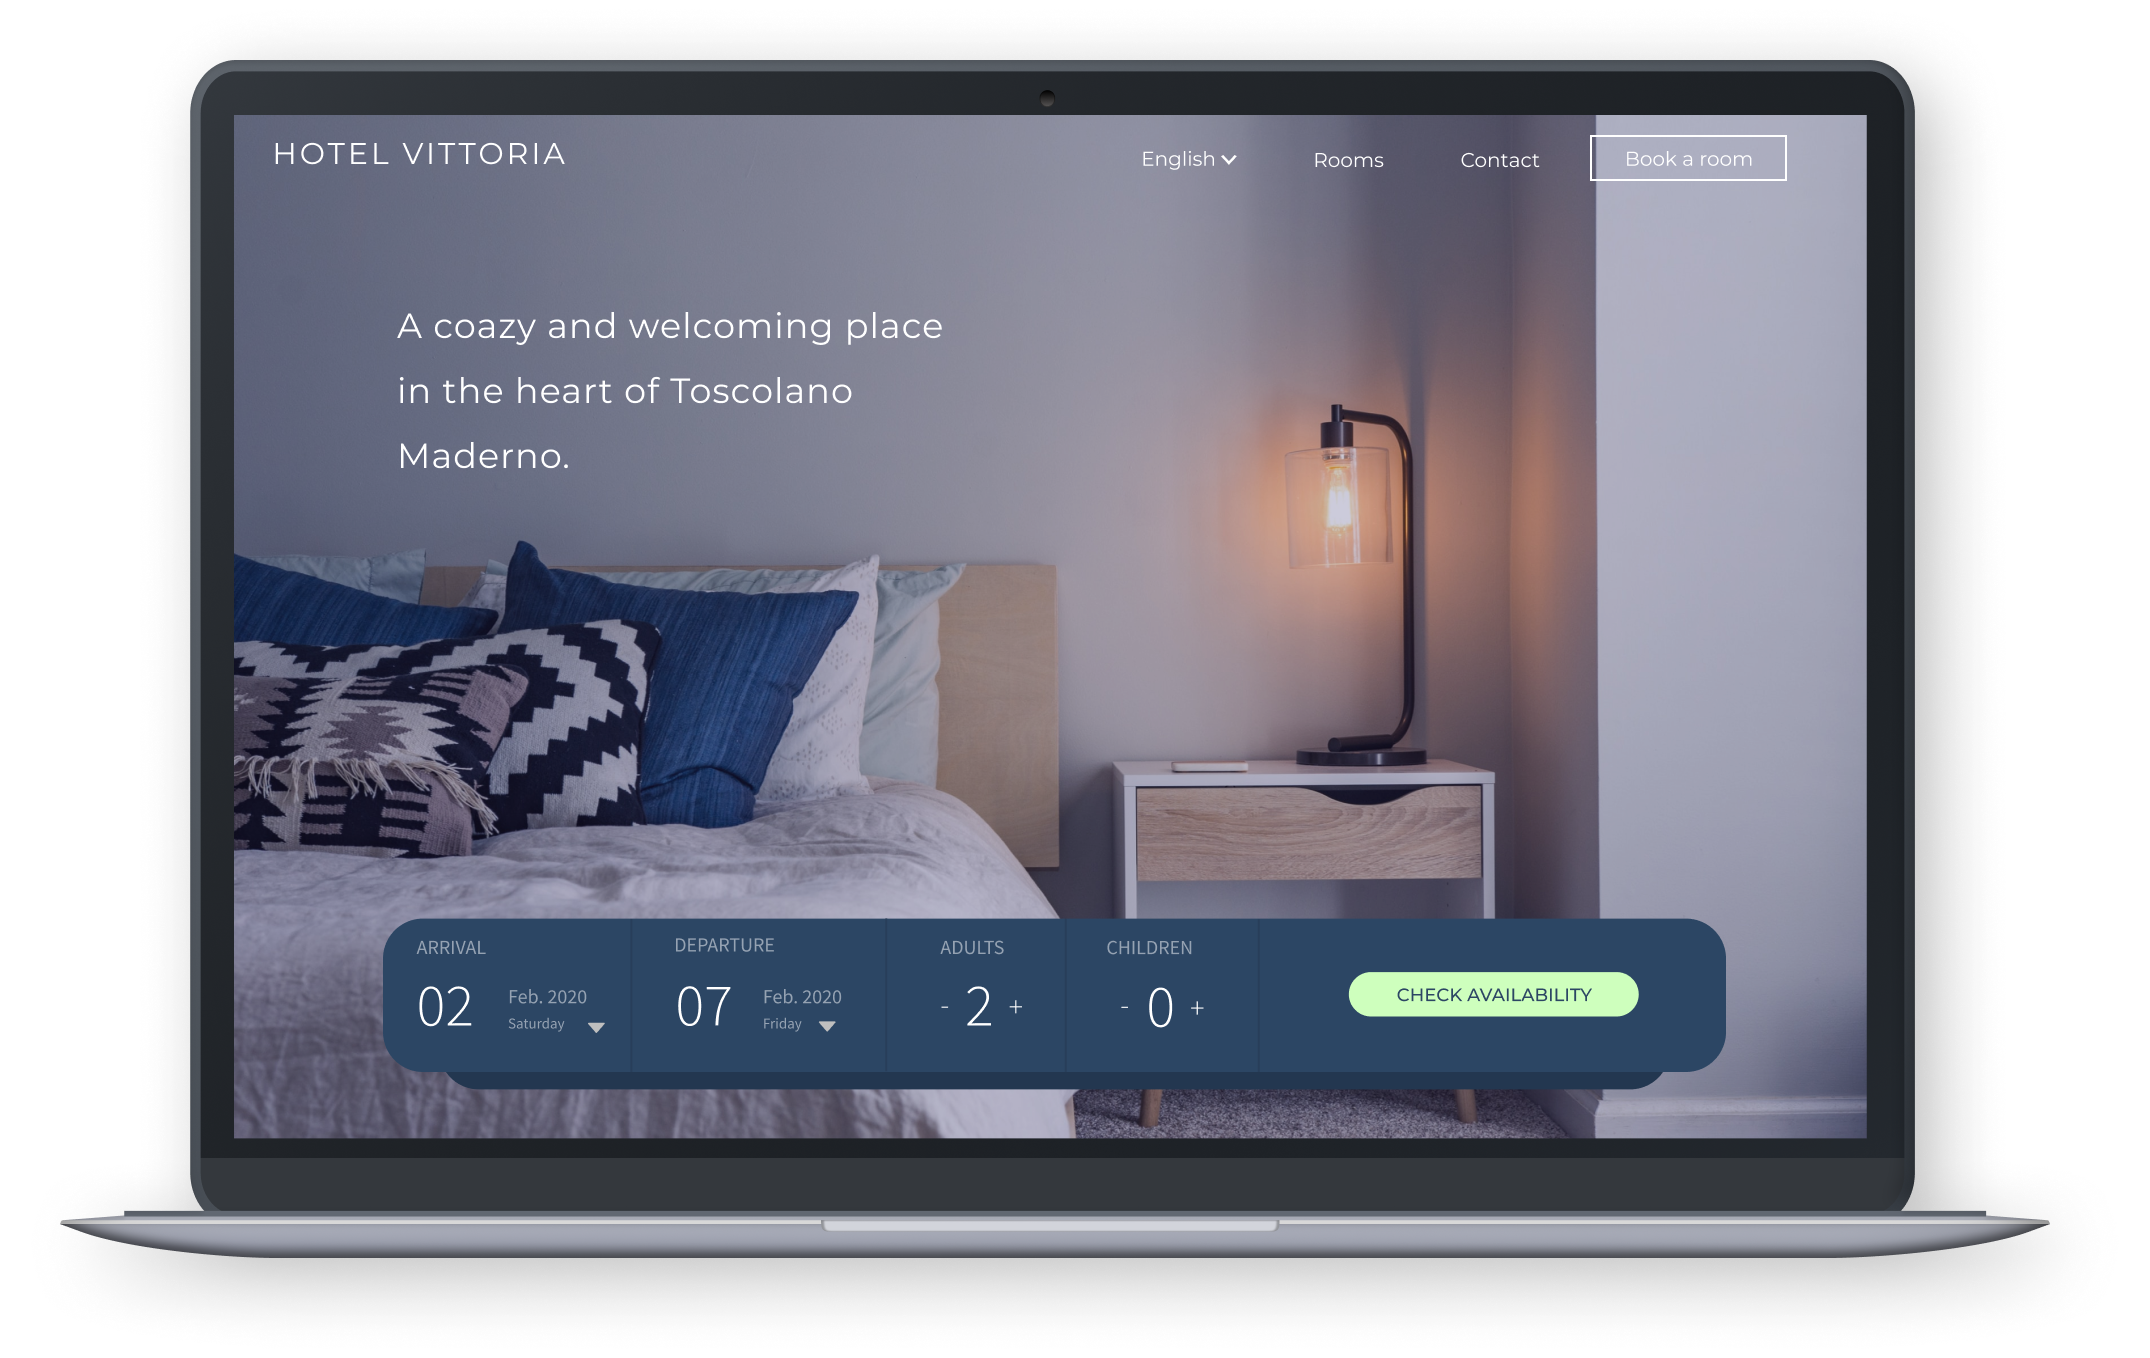 HOTEL VITTORIA
English
Rooms
Contact
Book a room
A coazy and welcoming place
in the heart of Toscolano
Maderno.
ARRIVAL
02
Feb. 2020
Saturday
DEPARTURE
07
Feb. 2020
Friday
ADULTS
- 2 +
CHILDREN
- 0 +
CHECK AVAILABILITY